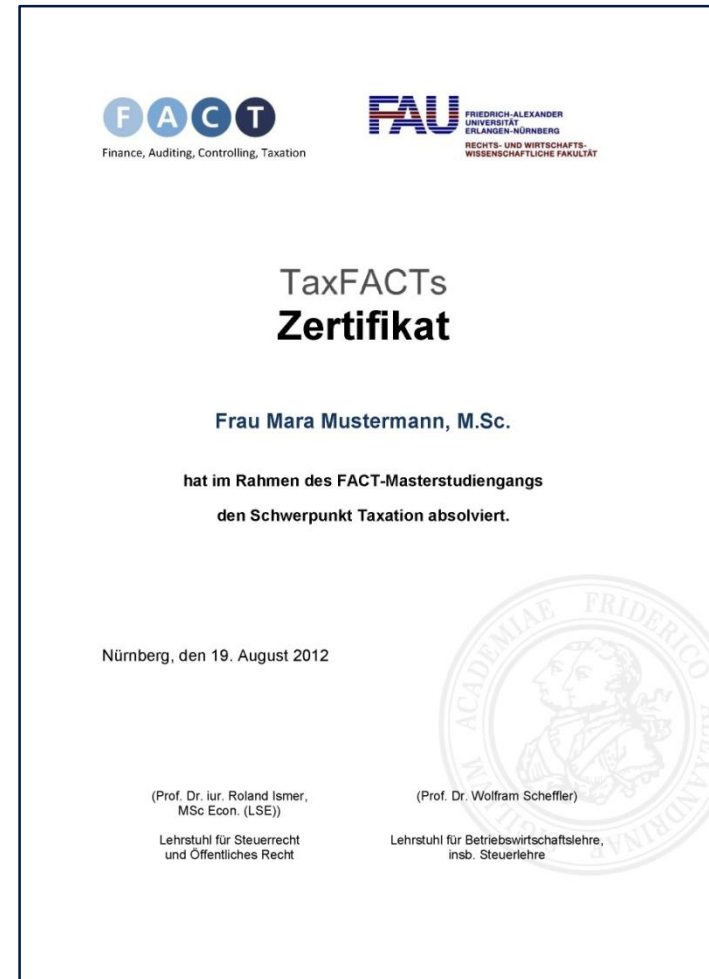 F A C T
Finance, Auditing, Controlling, Taxation
FAU
FRIEDRICH-ALEXANDER
UNIVERSITÄT
ERLANGEN-NÜRNBERG
RECHTS- UND WIRTSCHAFTS-
WISSENSCHAFTLICHE FAKULTÄT
TaxFACTs
Zertifikat
Frau Mara Mustermann, M.Sc.
hat im Rahmen des FACT-Masterstudiengangs
den Schwerpunkt Taxation absolviert.
Nürnberg, den 19. August 2012
(Prof. Dr. iur. Roland Ismer,
MSc Econ. (LSE))
Lehrstuhl für Steuerrecht
und Öffentliches Recht
(Prof. Dr. Wolfram Scheffler)
Lehrstuhl für Betriebswirtschaftslehre,
insb. Steuerlehre
ACADEMIAE FRIDERICO